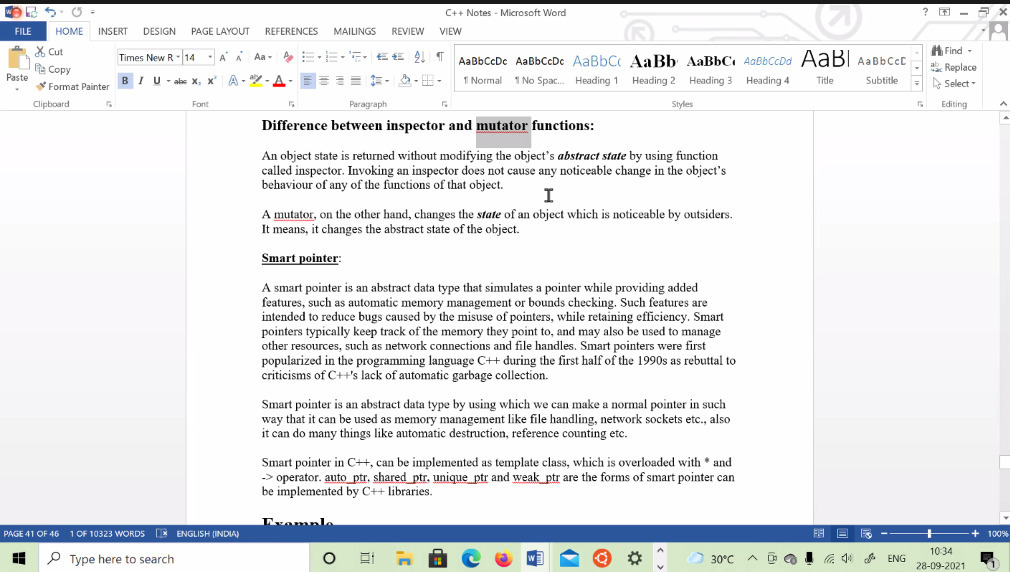 C++ Notes - Microsoft Word
FILE HOME INSERT DESIGN PAGE LAYOUT REFERENCES MAILINGS REVIEW VIEW
Paste
Cut
Copy
Format Painter
Clipboard
Times New R 14
Font
Paragraph
AaBbCcDc AaBbCcDc AaBbCc AaBb AaBbC AaBbCcDd AaB AaBbCcD
¶ Normal ¶ No Spac... Heading 1 Heading 2 Heading 3 Heading 4 Title Subtitle
Styles
Find
Replace
Select
Editing
Difference between inspector and mutator functions:
An object state is returned without modifying the object's abstract state by using function
called inspector. Invoking an inspector does not cause any noticeable change in the object's
behaviour of any of the functions of that object.
A mutator, on the other hand, changes the state of an object which is noticeable by outsiders.
It means, it changes the abstract state of the object.
Smart pointer:
A smart pointer is an abstract data type that simulates a pointer while providing added
features, such as automatic memory management or bounds checking. Such features are
intended to reduce bugs caused by the misuse of pointers, while retaining efficiency. Smart
pointers typically keep track of the memory they point to, and may also be used to manage
other resources, such as network connections and file handles. Smart pointers were first
popularized in the programming language C++ during the first half of the 1990s as rebuttal to
criticisms of C++'s lack of automatic garbage collection.
Smart pointer is an abstract data type by using which we can make a normal pointer in such
way that it can be used as memory management like file handling, network sockets etc., also
it can do many things like automatic destruction, reference counting etc.
Smart pointer in C++, can be implemented as template class, which is overloaded with * and
-> operator. auto_ptr, shared_ptr, unique_ptr and weak_ptr are the forms of smart pointer can
be implemented by C++ libraries.
Example
PAGE 41 OF 46 1 OF 10323 WORDS ENGLISH (INDIA) 100%
Type here to search
30°C ENG
10:34
28-09-2021
1